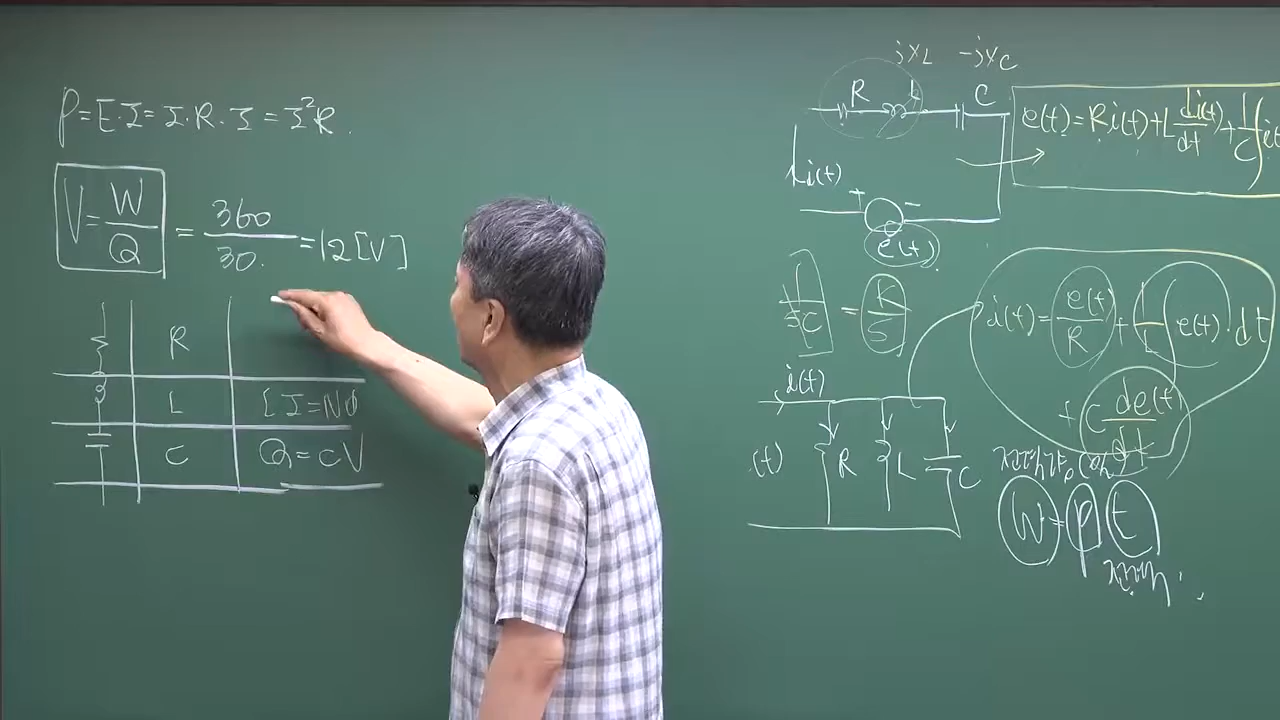 P=E·I=I·R·I=I²R.
V=W/Q = 360/30. =12[V]
R
L LI=Nφ
C Q=CV
jXL -jXC
R L C
e(t)=Ri(t)+L di(t)/dt + 1/C ∫i(t)
i(t)
+ -
e(t)
1/SC = K/S
i(t)= e(t)/R + 1/L ∫e(t) dt
+ C de(t)/dt
i(t)
(t) R L C
W=P t